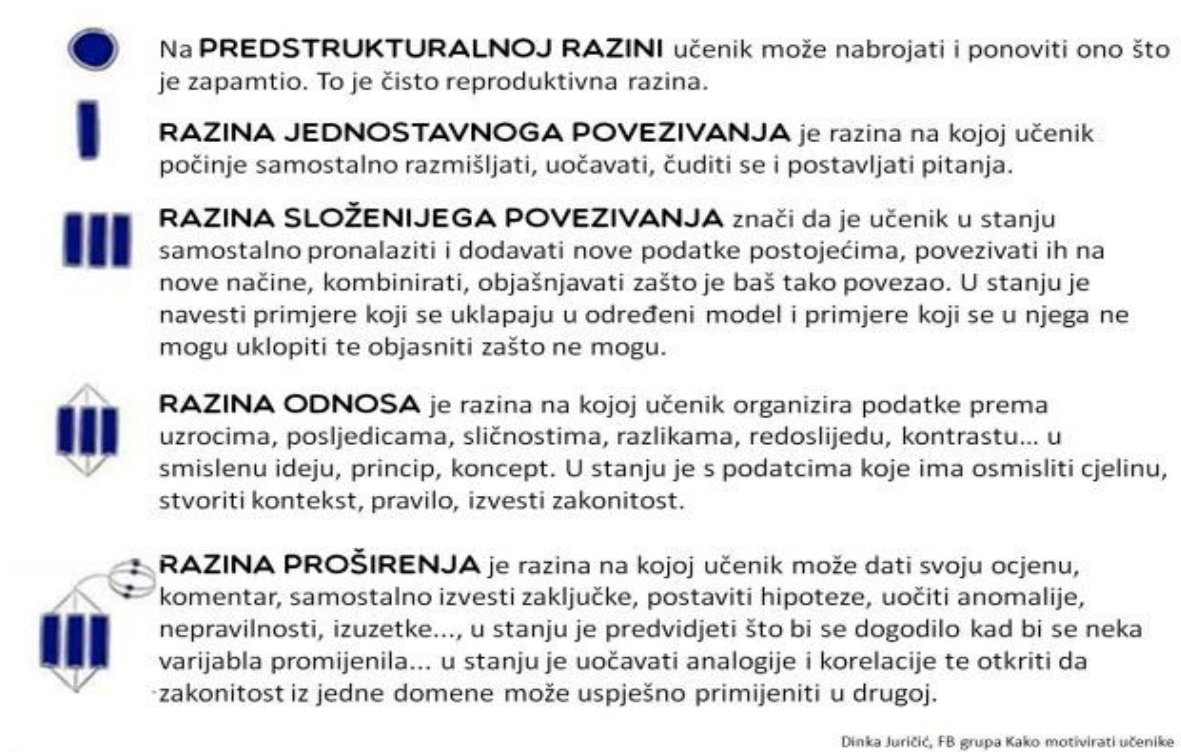 Na PREDSTRUKTURALNOJ RAZINI učenik može nabrojati i ponoviti ono što
je zapamtio. To je čisto reproduktivna razina.
RAZINA JEDNOSTAVNOGA POVEZIVANJA je razina na kojoj učenik
počinje samostalno razmišljati, uočavati, čuditi se i postavljati pitanja.
RAZINA SLOŽENIJEGA POVEZIVANJA znači da je učenik u stanju
samostalno pronalaziti i dodavati nove podatke postojećima, povezivati ih na
nove načine, kombinirati, objašnjavati zašto je baš tako povezao. U stanju je
navesti primjere koji se uklapaju u određeni model i primjere koji se u njega ne
mogu uklopiti te objasniti zašto ne mogu.
RAZINA ODNOSA je razina na kojoj učenik organizira podatke prema
uzrocima, posljedicama, sličnostima, razlikama, redoslijedu, kontrastu... u
smislenu ideju, princip, koncept. U stanju je s podatcima koje ima osmisliti cjelinu,
stvoriti kontekst, pravilo, izvesti zakonitost.
RAZINA PROŠIRENJA je razina na kojoj učenik može dati svoju ocjenu,
komentar, samostalno izvesti zaključke, postaviti hipoteze, uočiti anomalije,
nepravilnosti, izuzetke..., u stanju je predvidjeti što bi se dogodilo kad bi se neka
varijabla promijenila... u stanju je uočavati analogije i korelacije te otkriti da
zakonitost iz jedne domene može uspješno primijeniti u drugoj.
Dinka Juričić, FB grupa Kako motivirati učenike